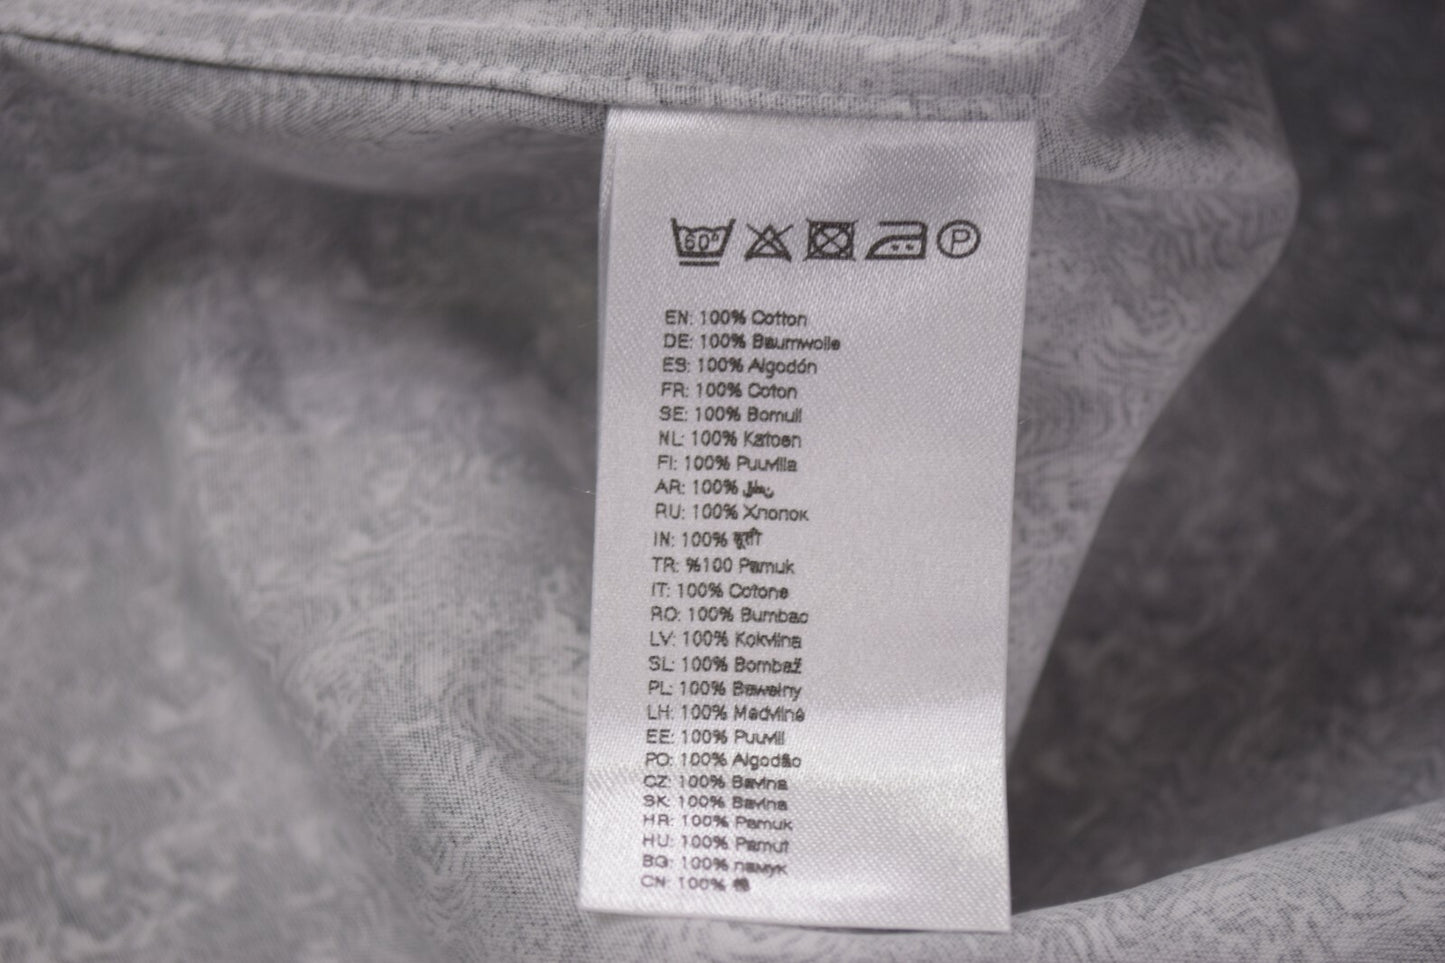 60°
P
EN: 100% Cotton
DE: 100% Baumwolle
ES: 100% Algodón
FR: 100% Coton
SE: 100% Bomull
NL: 100% Katoen
FI: 100% Puuvilla
AR: 100%
RU: 100% Хлопок
IN: 100% सूती
TR: %100 Pamuk
IT: 100% Cotone
RO: 100% Bumbac
LV: 100% Kokvilna
SL: 100% Bombaž
PL: 100% Bawełny
LH: 100% Medvilnė
EE: 100% Puuvill
PO: 100% Algodão
CZ: 100% Bavlna
SK: 100% Bavlna
HR: 100% Pamuk
HU: 100% Pamut
BG: 100% памук
CN: 100% 棉